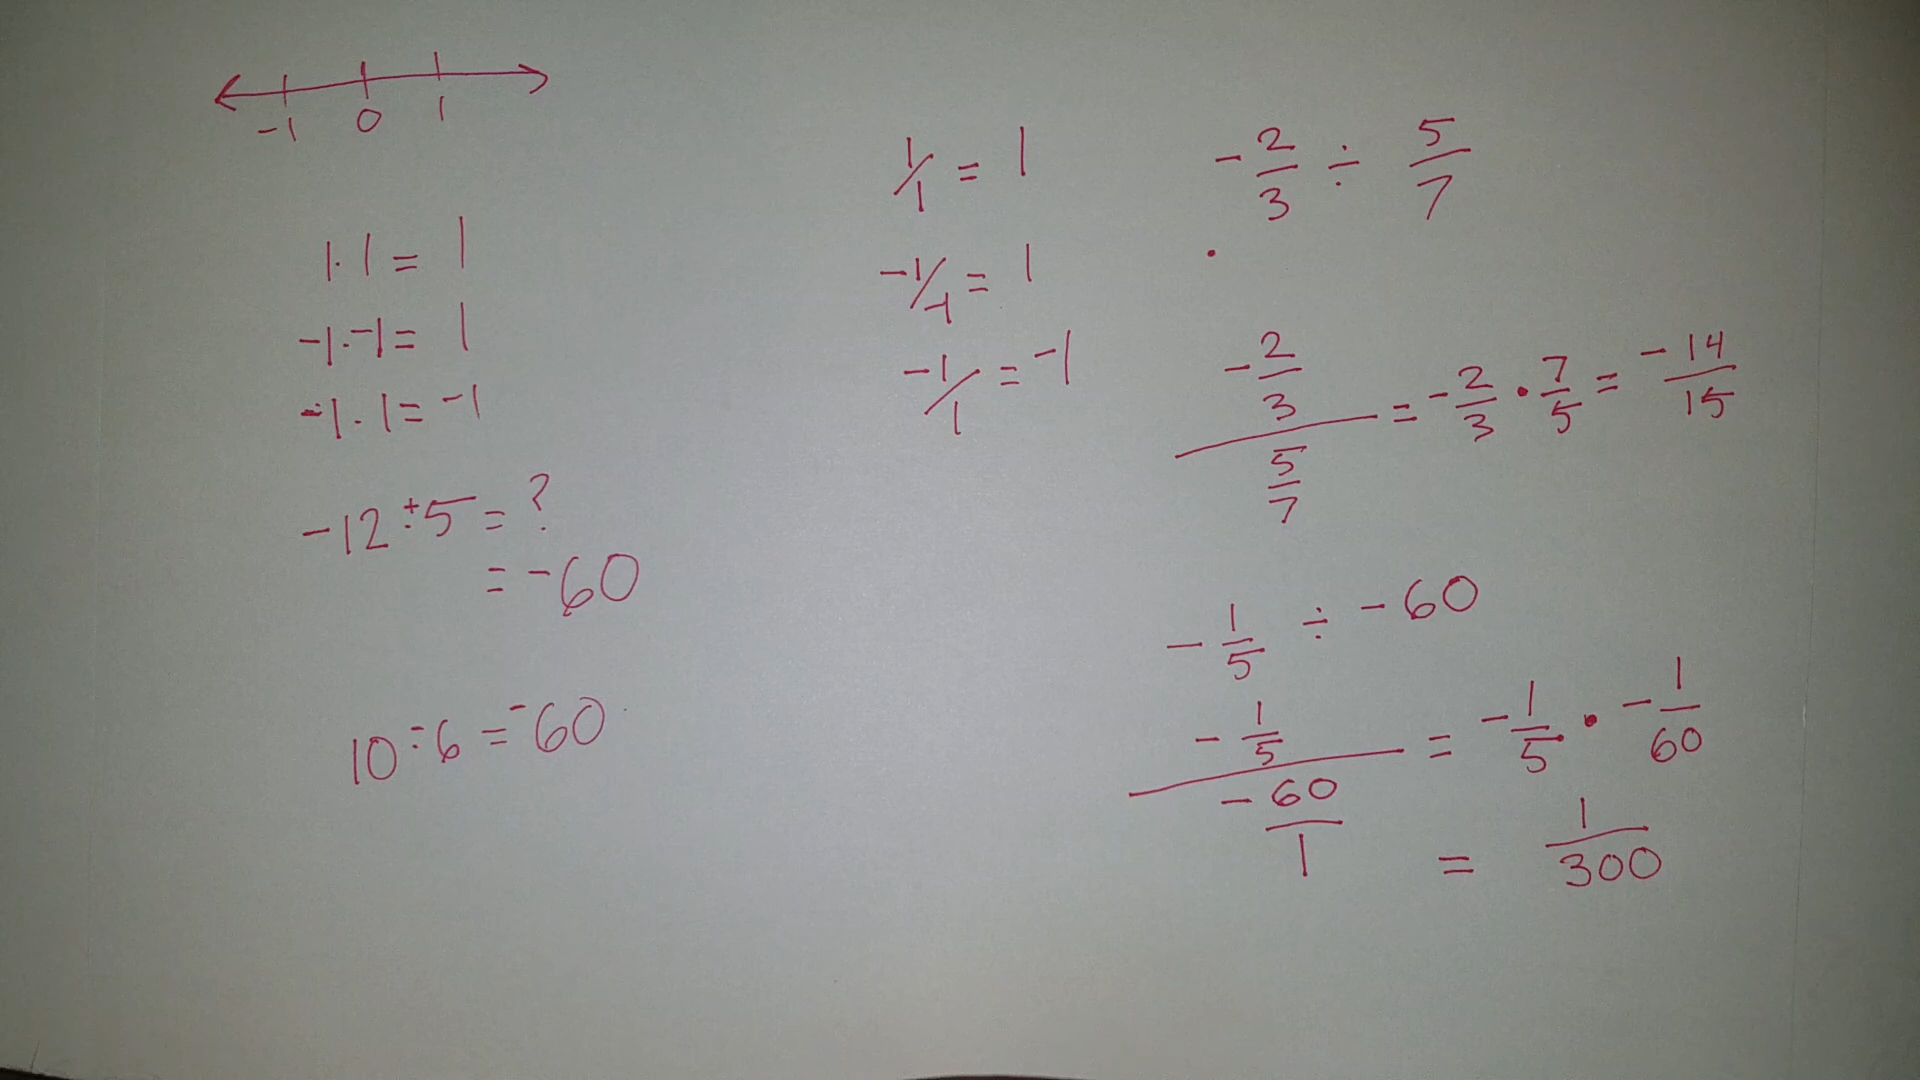 -1 0 1
1·1= 1
-1·-1= 1
-1·1= -1
-12 ·⁺5 = ?
= -60
10·⁻6 = ⁻60
1/1 = 1
-1/-1 = 1
-1/1 = -1
-2/3 ÷ 5/7
(-2/3)/(5/7) = -2/3 · 7/5 = -14/15
-1/5 ÷ -60
(-1/5)/(-60/1) = -1/5 · -1/60
= 1/300